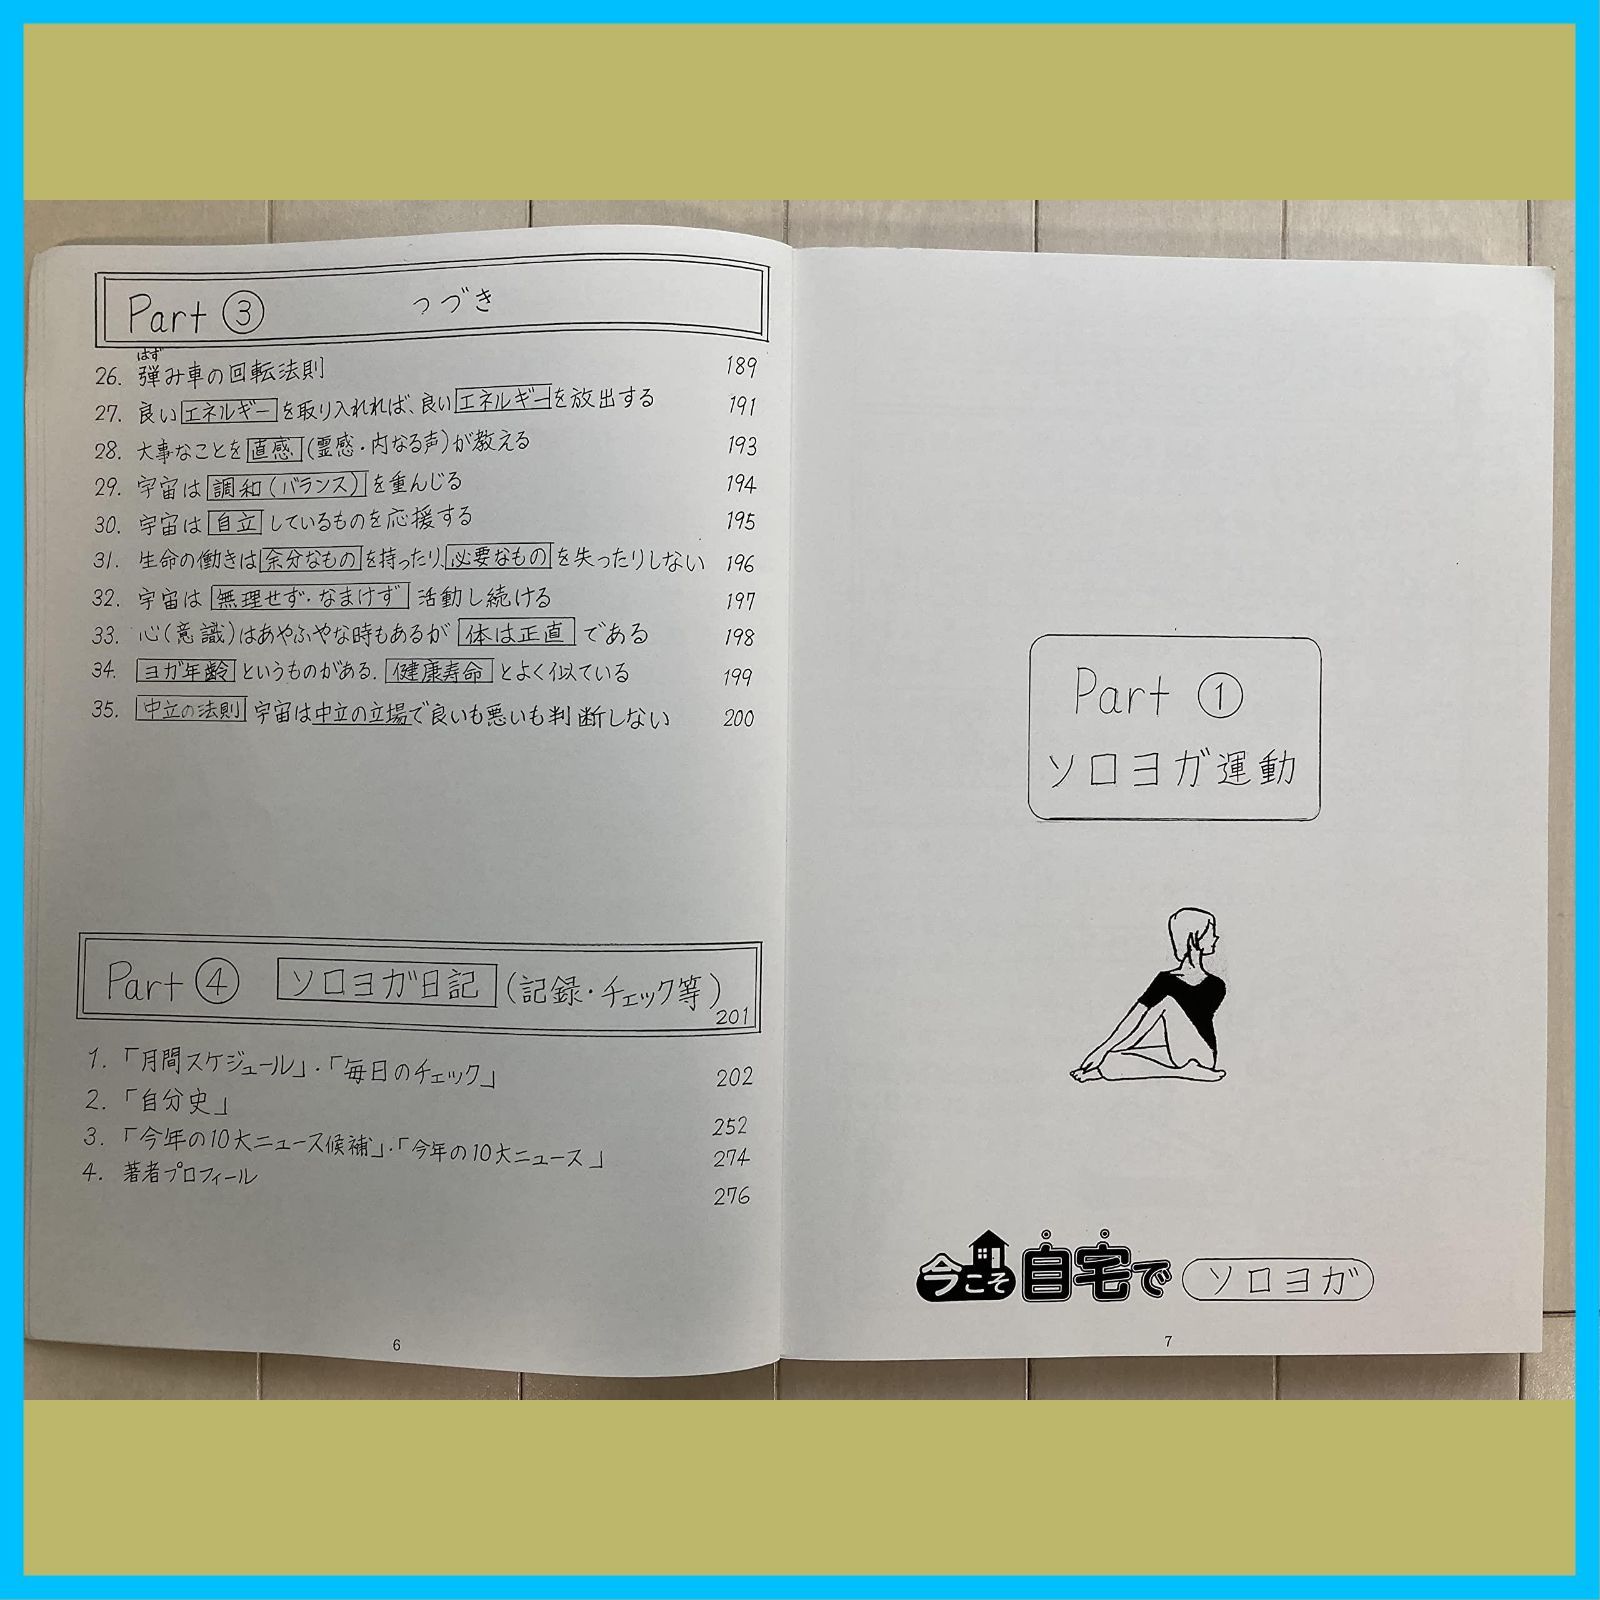 Part ③ つづき
はず
26. 弾み車の回転法則 189
27. 良いエネルギーを取り入れれば、良いエネルギーを放出する 191
28. 大事なことを直感(霊感・内なる声)が教える 193
29. 宇宙は調和(バランス)を重んじる 194
30. 宇宙は自立しているものを応援する 195
31. 生命の働きは余分なものを持ったり、必要なものを失ったりしない 196
32. 宇宙は無理せず・なまけず活動し続ける 197
33. 心(意識)はあやふやな時もあるが体は正直である 198
34. ヨガ年齢というものがある. 健康寿命とよく似ている 199
35. 中立の法則 宇宙は中立の立場で良いも悪いも判断しない 200
Part ④ ソロヨガ日記(記録・チェック等)
201
1. 「月間スケジュール」・「毎日のチェック」 202
2. 「自分史」 252
3. 「今年の10大ニュース候補」・「今年の10大ニュース」 274
4. 著者プロフィール 276
6
Part ①
ソロヨガ運動
今こそ自宅でソロヨガ
7